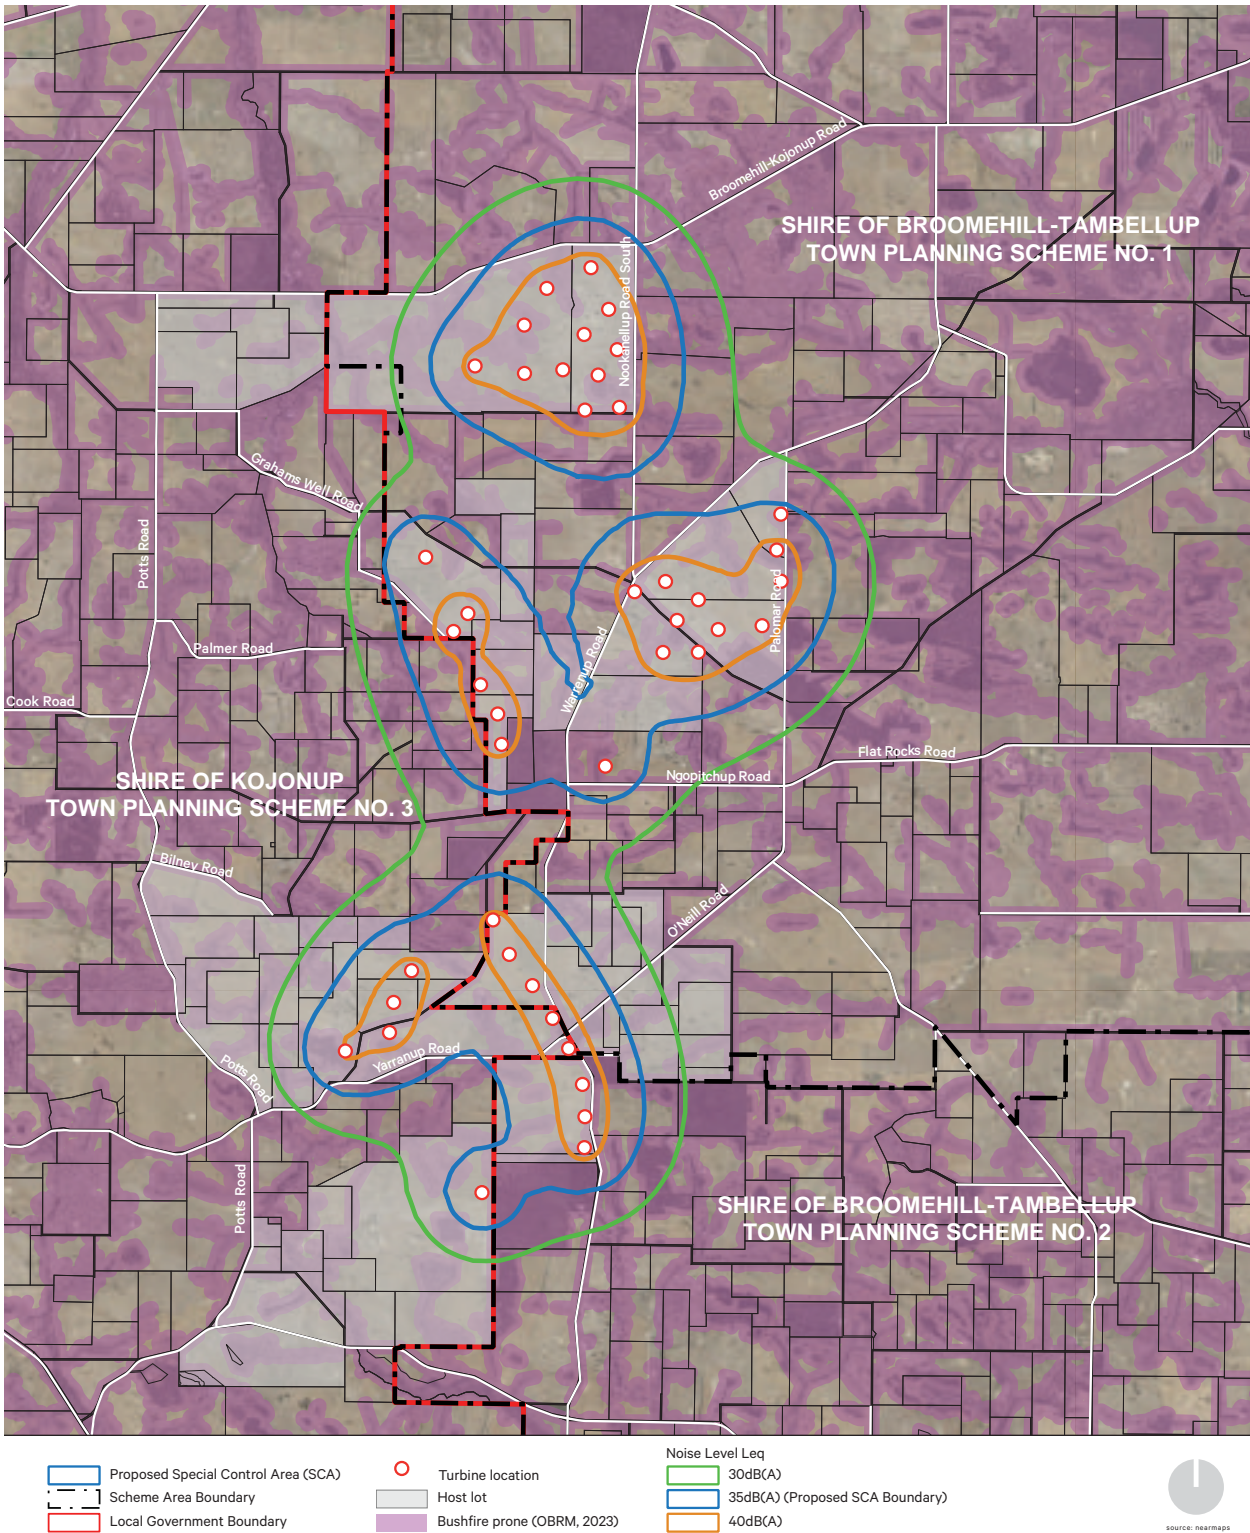 Broomehill-Kojonup Road
SHIRE OF BROOMEHILL-TAMBELLUP
TOWN PLANNING SCHEME NO. 1
Nookanellup Road South
Grahams Well Road
Potts Road
Palomar Road
Palmer Road
Warrenup Road
Cook Road
Flat Rocks Road
Ngopitchup Road
SHIRE OF KOJONUP
TOWN PLANNING SCHEME NO. 3
Bilney Road
O'Neill Road
Yarranup Road
Potts Road
Potts Road
SHIRE OF BROOMEHILL-TAMBELLUP
TOWN PLANNING SCHEME NO. 2
Proposed Special Control Area (SCA)
Scheme Area Boundary
Local Government Boundary
Turbine location
Host lot
Bushfire prone (OBRM, 2023)
Noise Level Leq
30dB(A)
35dB(A) (Proposed SCA Boundary)
40dB(A)
source: nearmaps